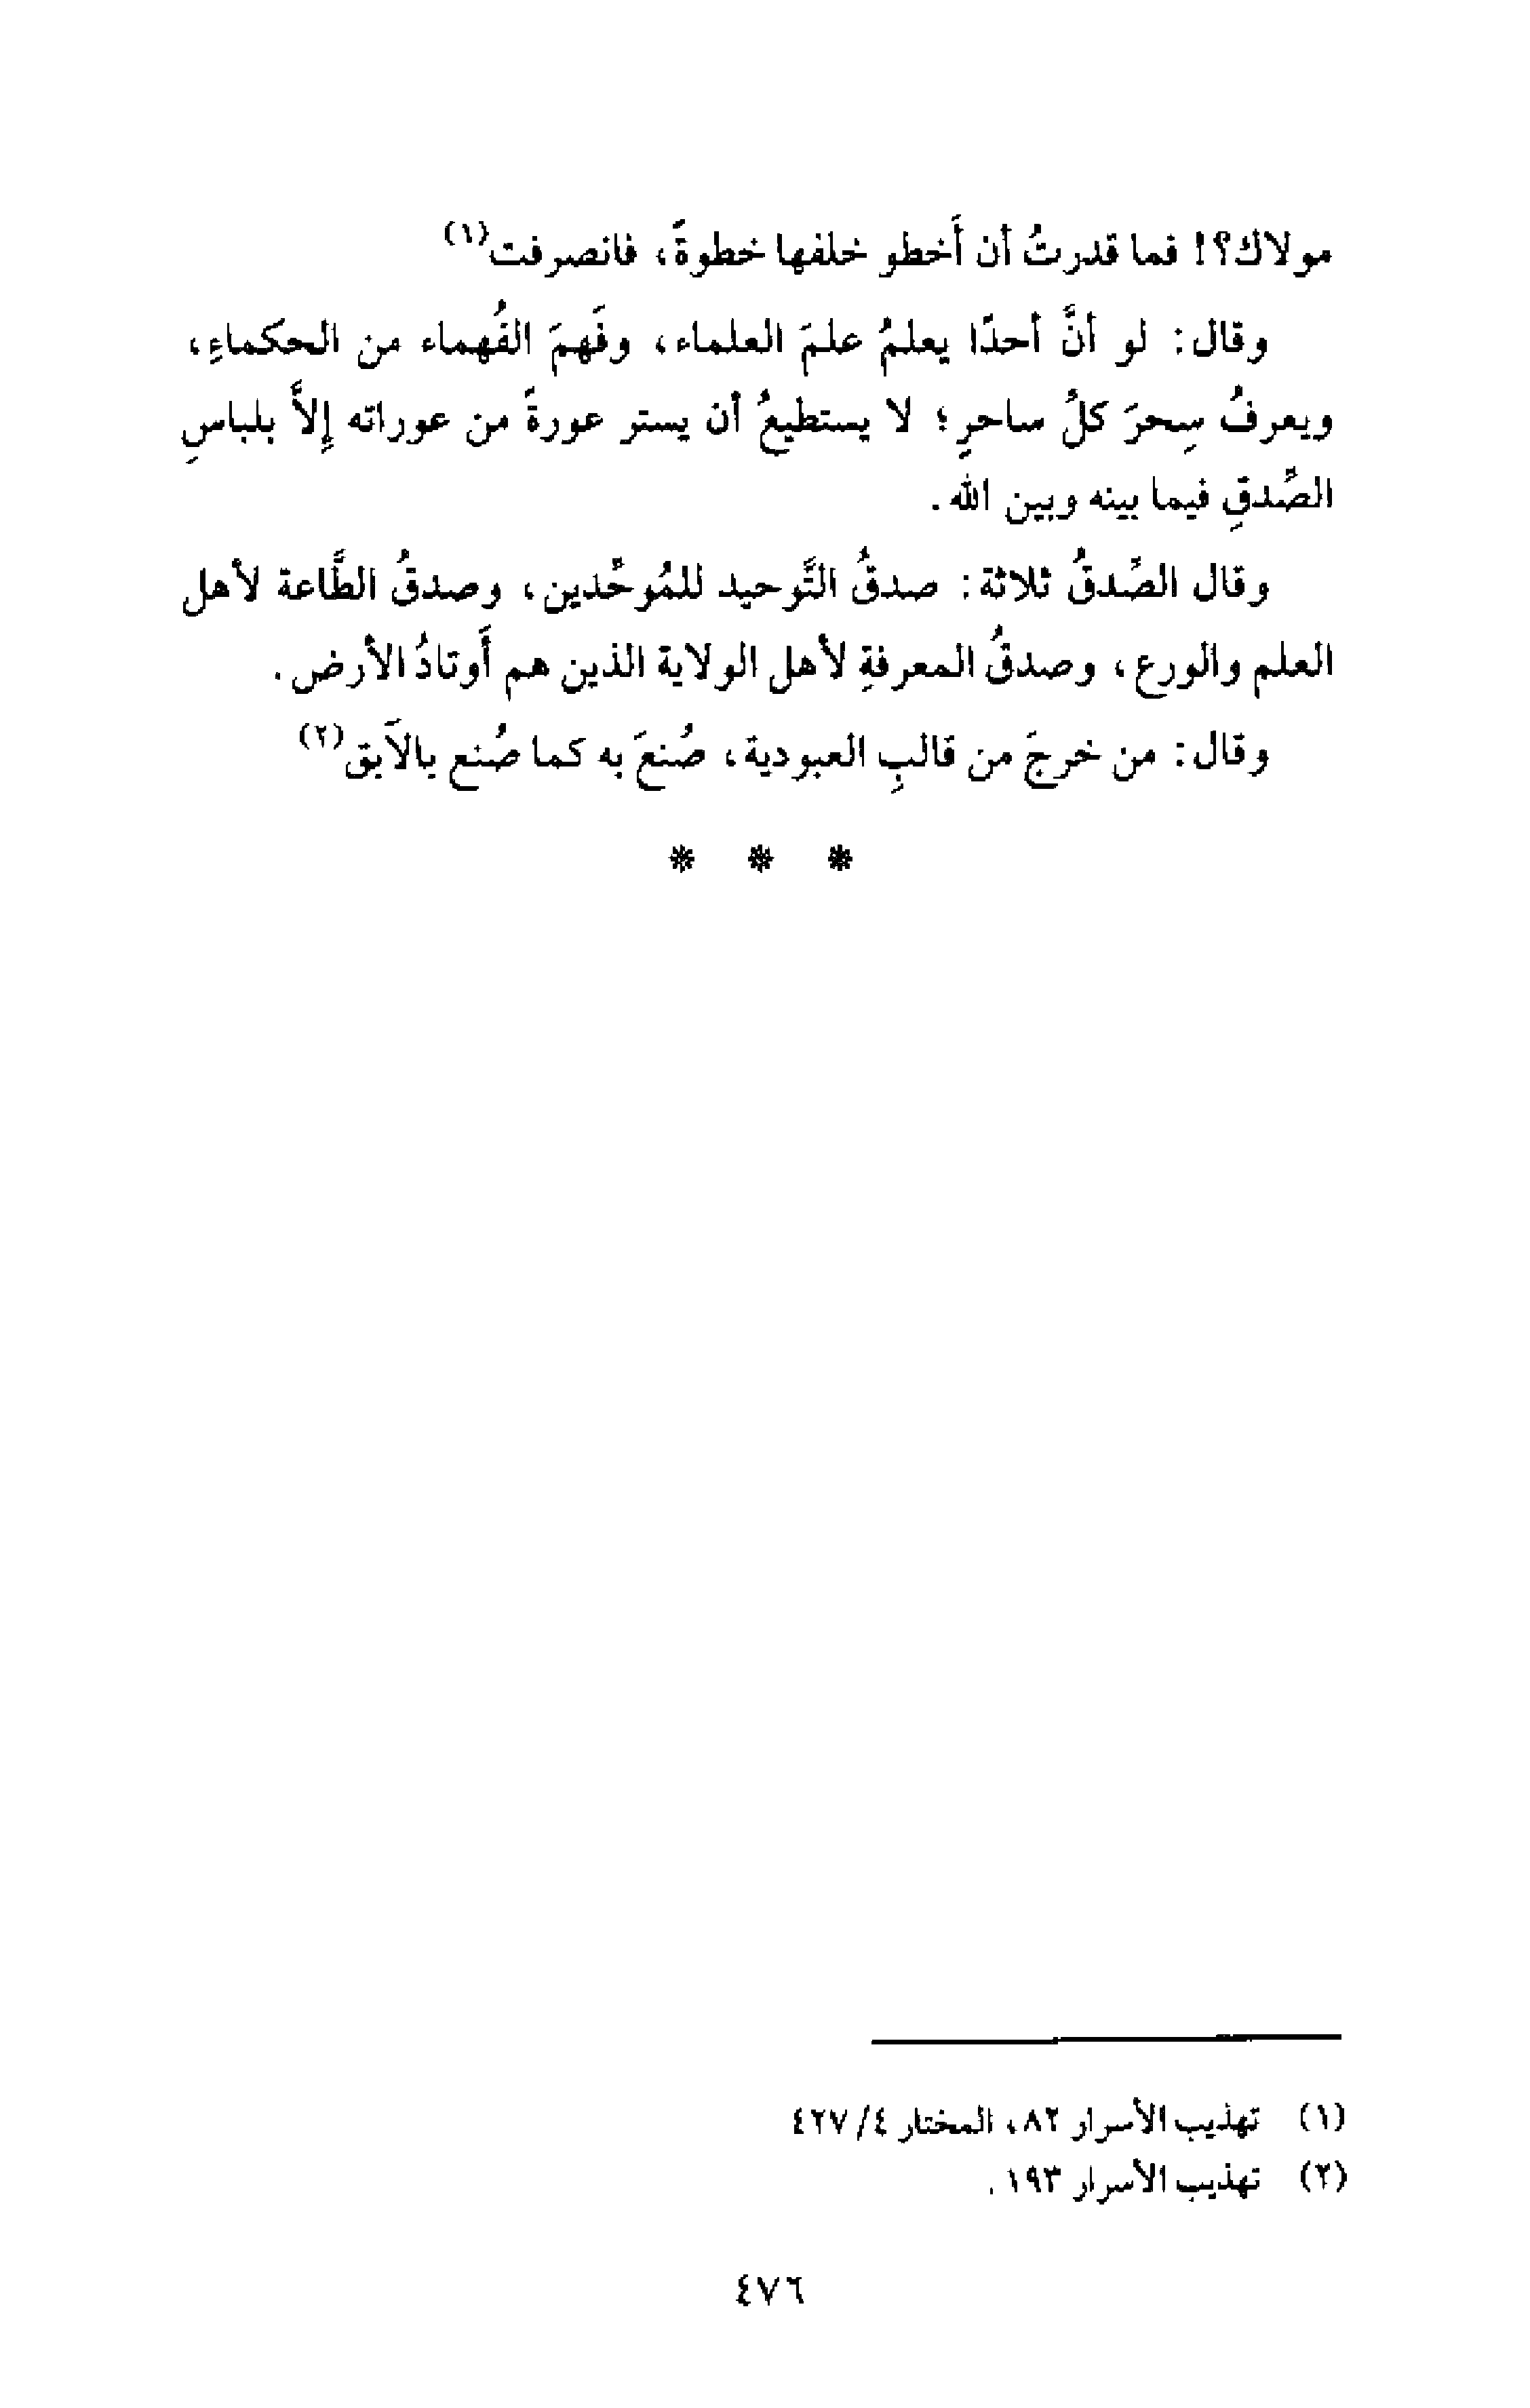 مولاك؟! فما قدرتُ أن أَخطو خلفها خطوةً، فانصرفت(١)
وقال: لو أنَّ أحدًا يعلمُ علمَ العلماء، وفَهمَ الفُهماء من الحكماءِ،
ويعرفُ سِحرَ كلُ ساحرٍ؛ لا يستطيعُ أن يستر عورةً من عوراته إلاَّ بلباسِ
الصِّدقِ فيما بينه وبين الله.
وقال الصِّدقُ ثلاثة: صدقُ التَّوحيد للمُوحِّدين، وصدقُ الطَّاعة لأهل
العلم والورع، وصدقُ المعرفةِ لأهل الولاية الذين هم أَوتادُ الأرض.
وقال: من خرجَ من قالبِ العبودية، صُنعَ به كما صُنع بالآبق(٢)
* * *
(١) تهذيب الأسرار ٨٢، المختار ٤/ ٤٢٧
(٢) تهذيب الأسرار ١٩٣.
٤٧٦